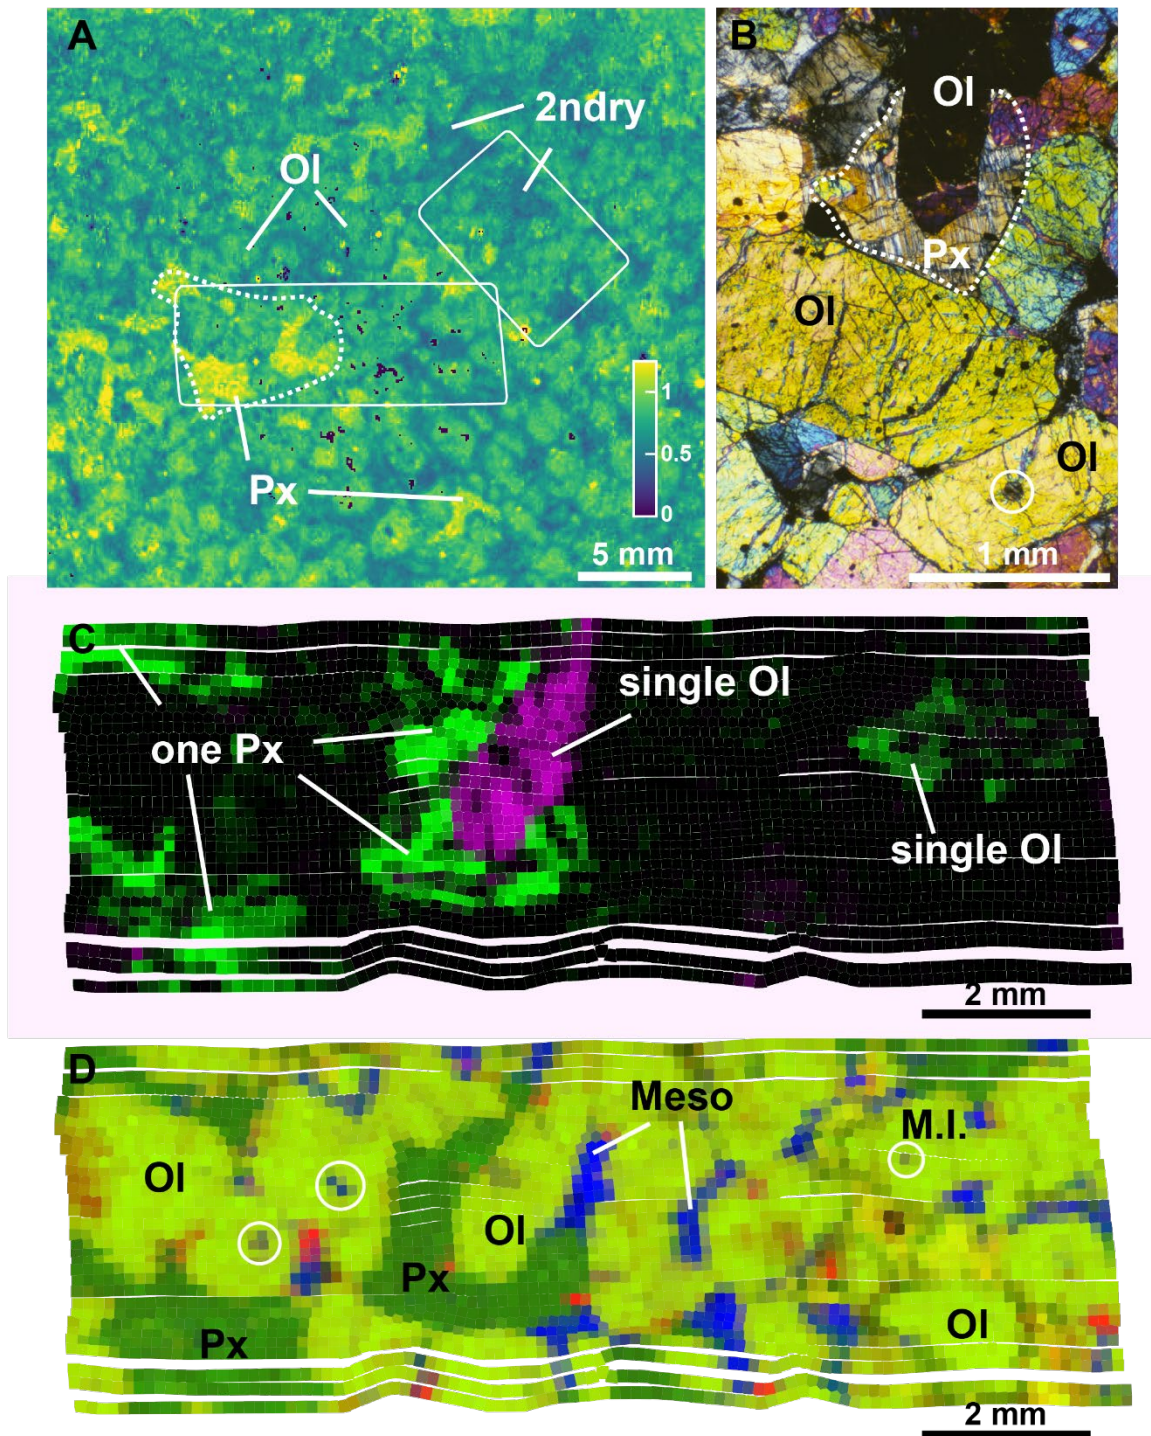 A
2ndry
Ol
Px
1
0.5
0
5 mm
B
Ol
Px
Ol
Ol
1 mm
C
single Ol
one Px
single Ol
2 mm
D
Meso
M.I.
Ol
Ol
Px
Ol
Px
2 mm